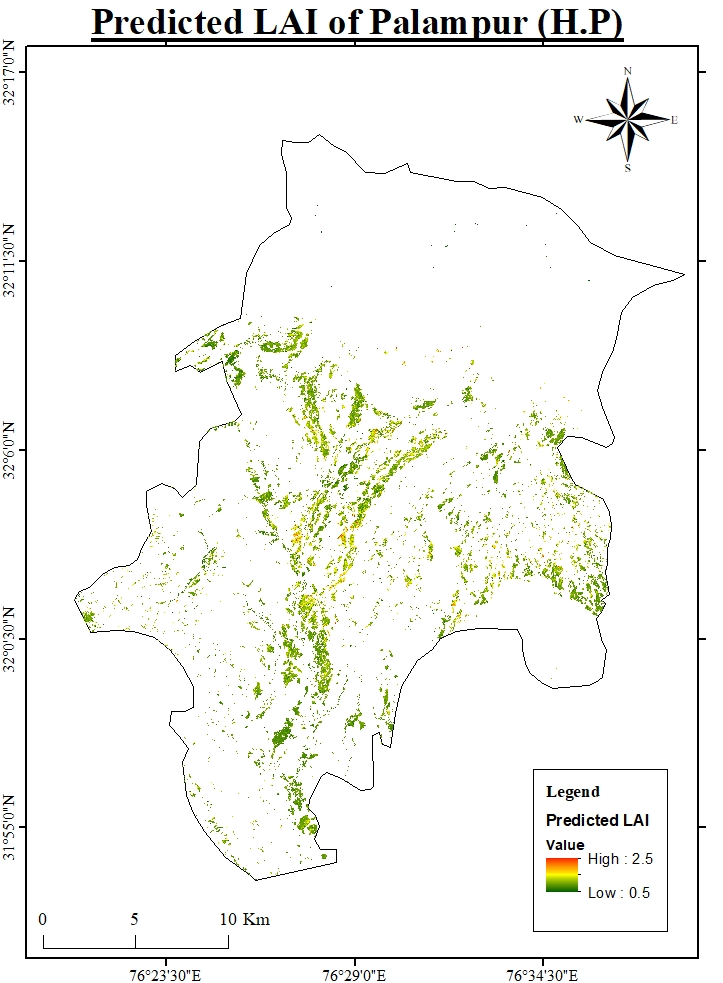 Predicted LAI of Palampur (H.P)
32°17'0"N
32°11'30"N
32°6'0"N
32°0'30"N
31°55'0"N
N
W
E
S
Legend
Predicted LAI
Value
High : 2.5
Low : 0.5
0 5 10 Km
76°23'30"E 76°29'0"E 76°34'30"E